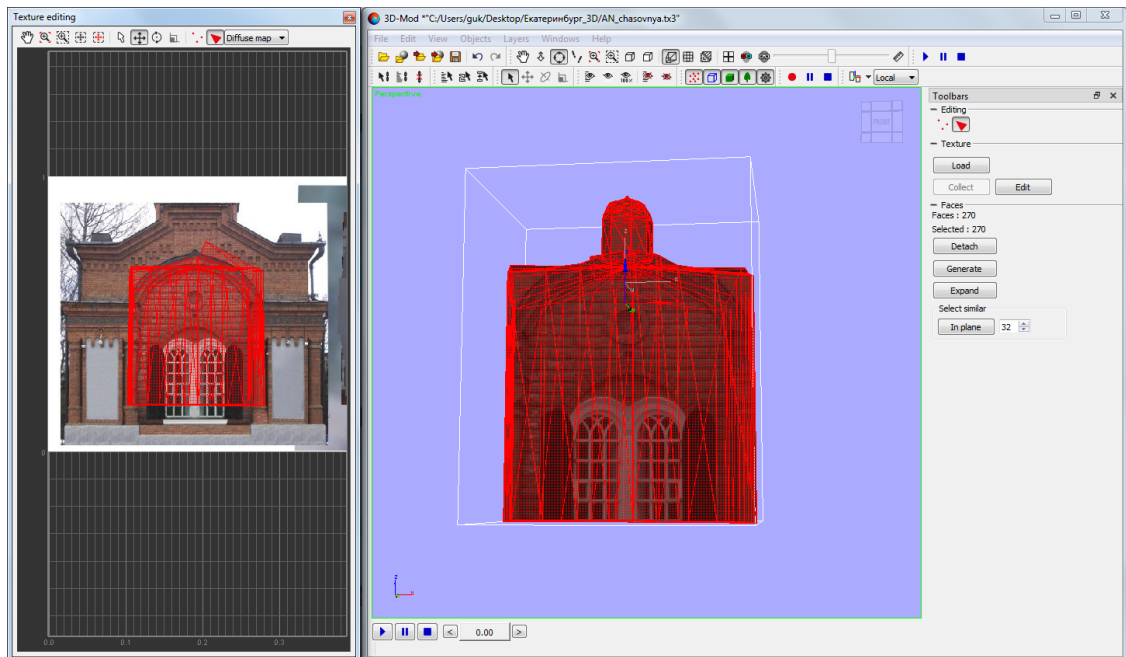 Texture editing
Diffuse map
1
0
0.0 0.1 0.2 0.3
3D-Mod *"C:/Users/guk/Desktop/Екатеринбург_3D/AN_chasovnya.tx3"
File Edit View Objects Layers Windows Help
100%
Local
Perspective
z
x
0.00
Toolbars
Editing
Texture
Load
Collect Edit
Faces
Faces : 270
Selected : 270
Detach
Generate
Expand
Select similar
In plane 32